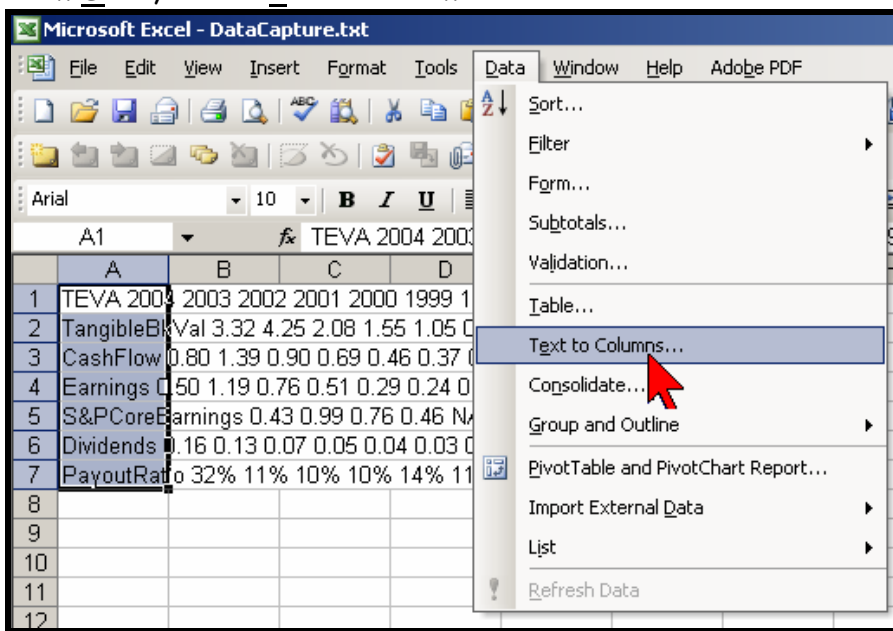 Microsoft Excel - DataCapture.txt
File Edit View Insert Format Tools Data Window Help Adobe PDF
Arial 10 B I U
A1 fx TEVA 2004 2003
A B C D
1 TEVA 2004 2003 2002 2001 2000 1999
2 TangibleBkVal 3.32 4.25 2.08 1.55 1.05
3 CashFlow 0.80 1.39 0.90 0.69 0.46 0.37
4 Earnings 0.50 1.19 0.76 0.51 0.29 0.24
5 S&PCoreEarnings 0.43 0.99 0.76 0.46
6 Dividends 0.16 0.13 0.07 0.05 0.04 0.03
7 PayoutRatio 32% 11% 10% 10% 14% 11
8
9
10
11
12
Sort...
Filter
Form...
Subtotals...
Validation...
Table...
Text to Columns...
Consolidate...
Group and Outline
PivotTable and PivotChart Report...
Import External Data
List
Refresh Data